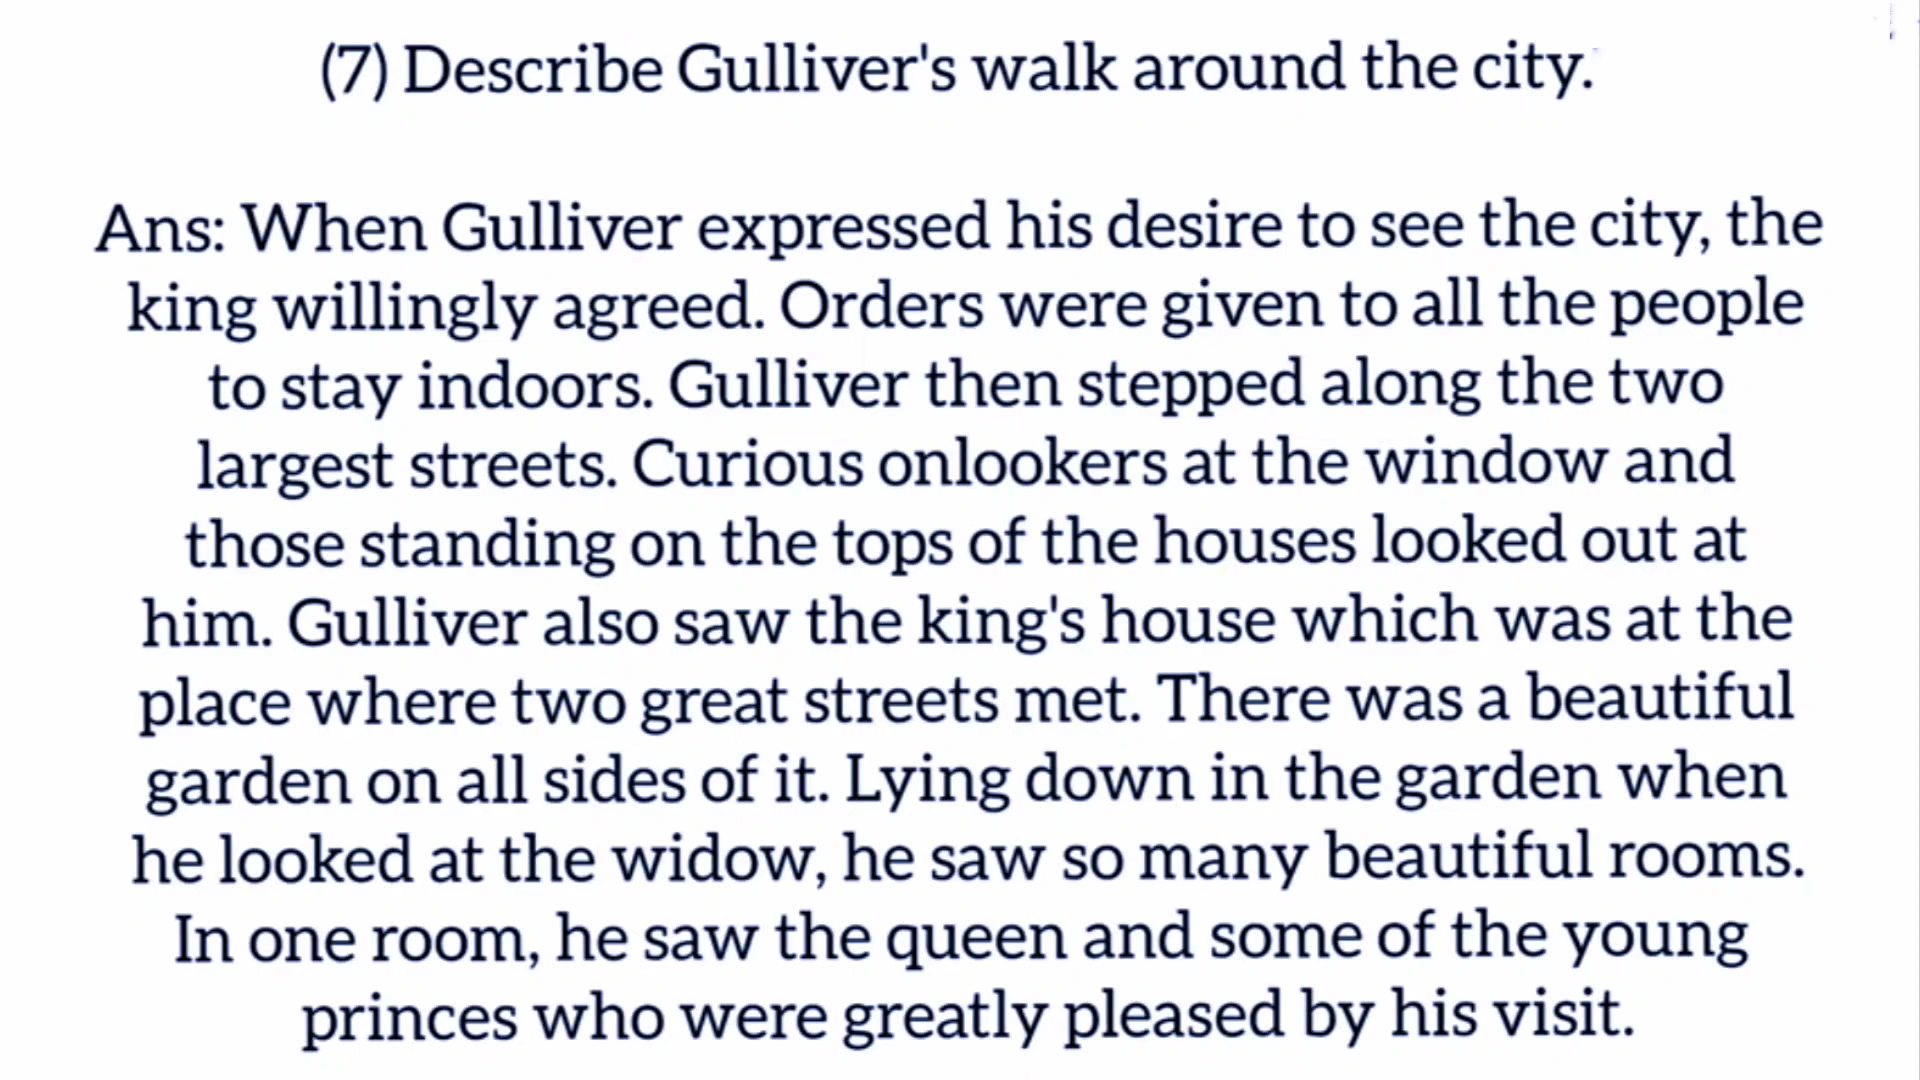 (7) Describe Gulliver's walk around the city.
Ans: When Gulliver expressed his desire to see the city, the
king willingly agreed. Orders were given to all the people
to stay indoors. Gulliver then stepped along the two
largest streets. Curious onlookers at the window and
those standing on the tops of the houses looked out at
him. Gulliver also saw the king's house which was at the
place where two great streets met. There was a beautiful
garden on all sides of it. Lying down in the garden when
he looked at the widow, he saw so many beautiful rooms.
In one room, he saw the queen and some of the young
princes who were greatly pleased by his visit.